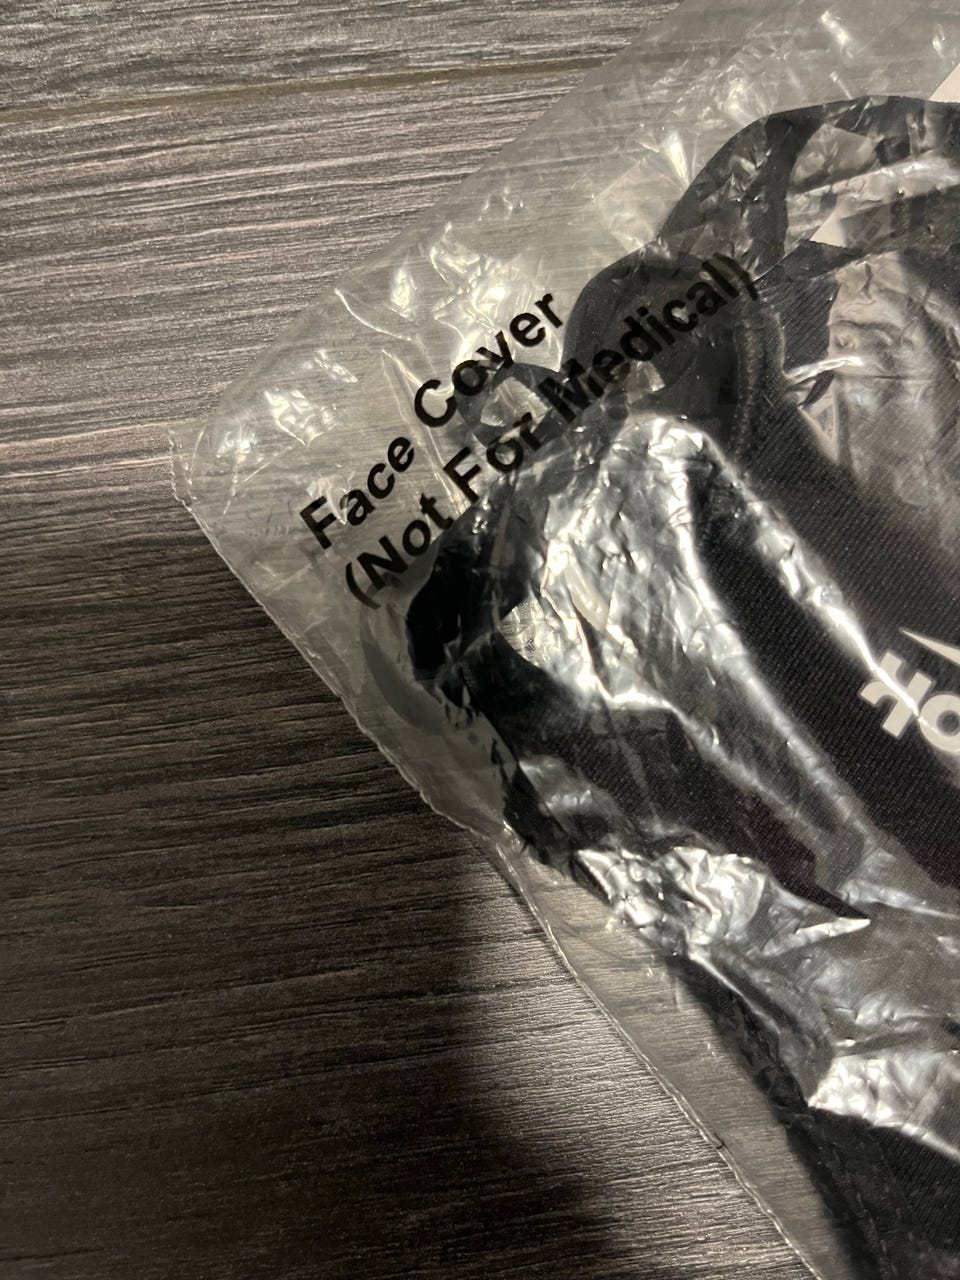 Face Cover
(Not For Medical)